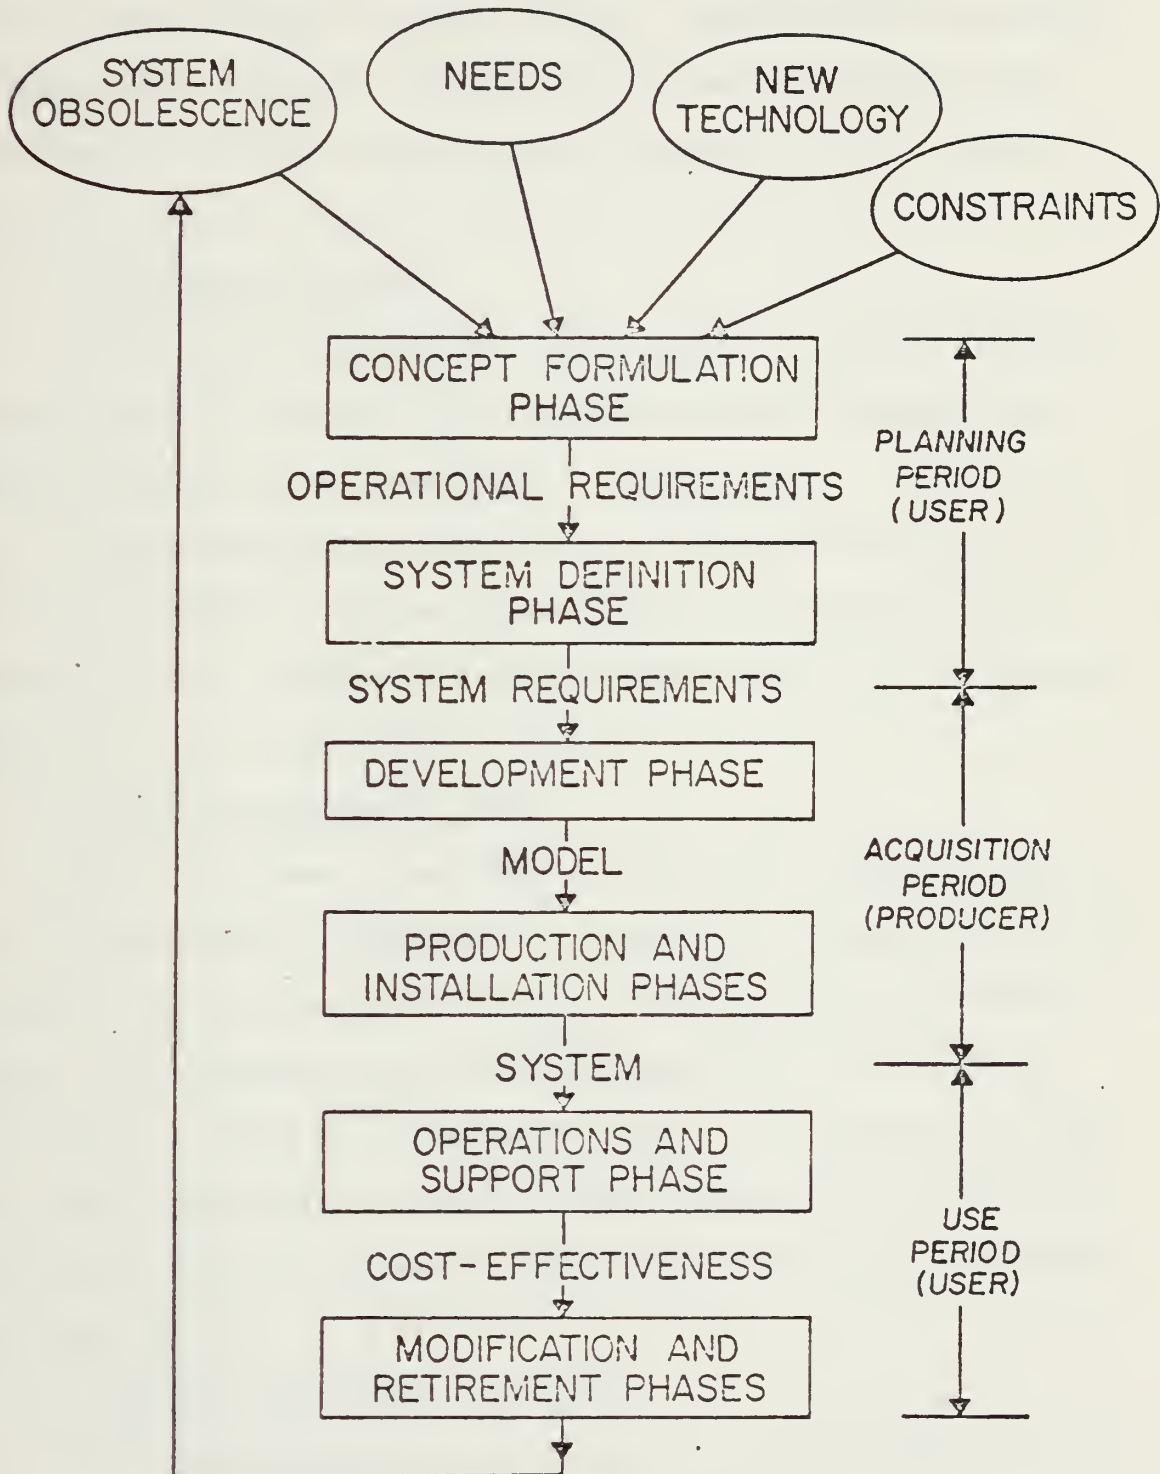 SYSTEM
OBSOLESCENCE
NEEDS
NEW
TECHNOLOGY
CONSTRAINTS
CONCEPT FORMULATION
PHASE
OPERATIONAL REQUIREMENTS
SYSTEM DEFINITION
PHASE
SYSTEM REQUIREMENTS
DEVELOPMENT PHASE
MODEL
PRODUCTION AND
INSTALLATION PHASES
SYSTEM
OPERATIONS AND
SUPPORT PHASE
COST-EFFECTIVENESS
MODIFICATION AND
RETIREMENT PHASES
PLANNING
PERIOD
(USER)
ACQUISITION
PERIOD
(PRODUCER)
USE
PERIOD
(USER)